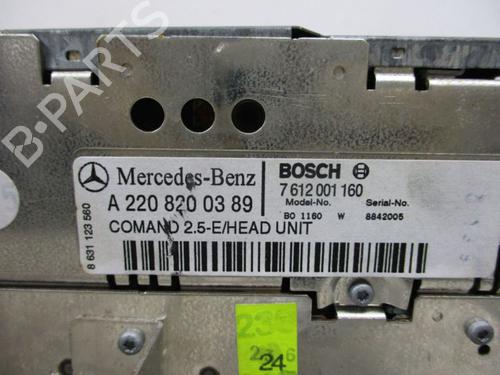 B-PARTS
Mercedes-Benz
A 220 820 03 89
COMAND 2.5-E/HEAD UNIT
8 631 123 560
BOSCH
7 612 001 160
Model-No. Serial-No.
BO 1160 W 8842005
24